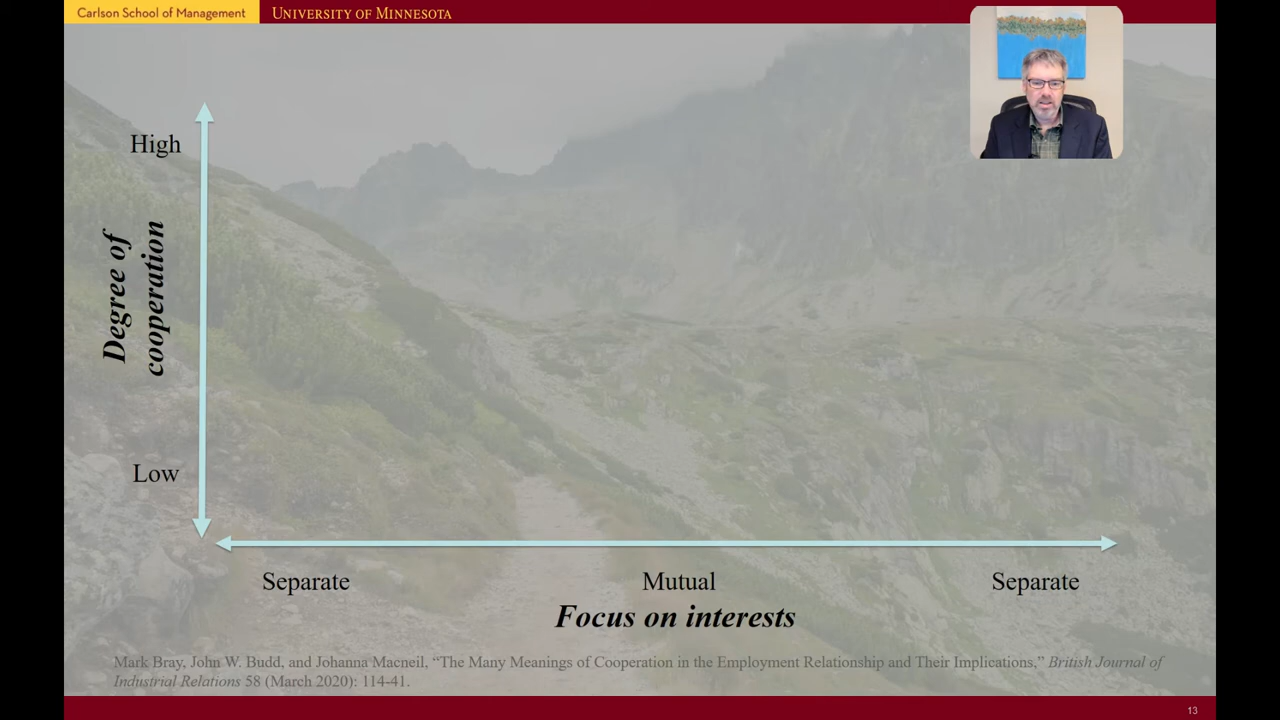 Carlson School of Management
UNIVERSITY OF MINNESOTA
High
Degree of
cooperation
Low
Separate
Mutual
Separate
Focus on interests
Mark Bray, John W. Budd, and Johanna Macneil, “The Many Meanings of Cooperation in the Employment Relationship and Their Implications,” British Journal of
Industrial Relations 58 (March 2020): 114-41.
13